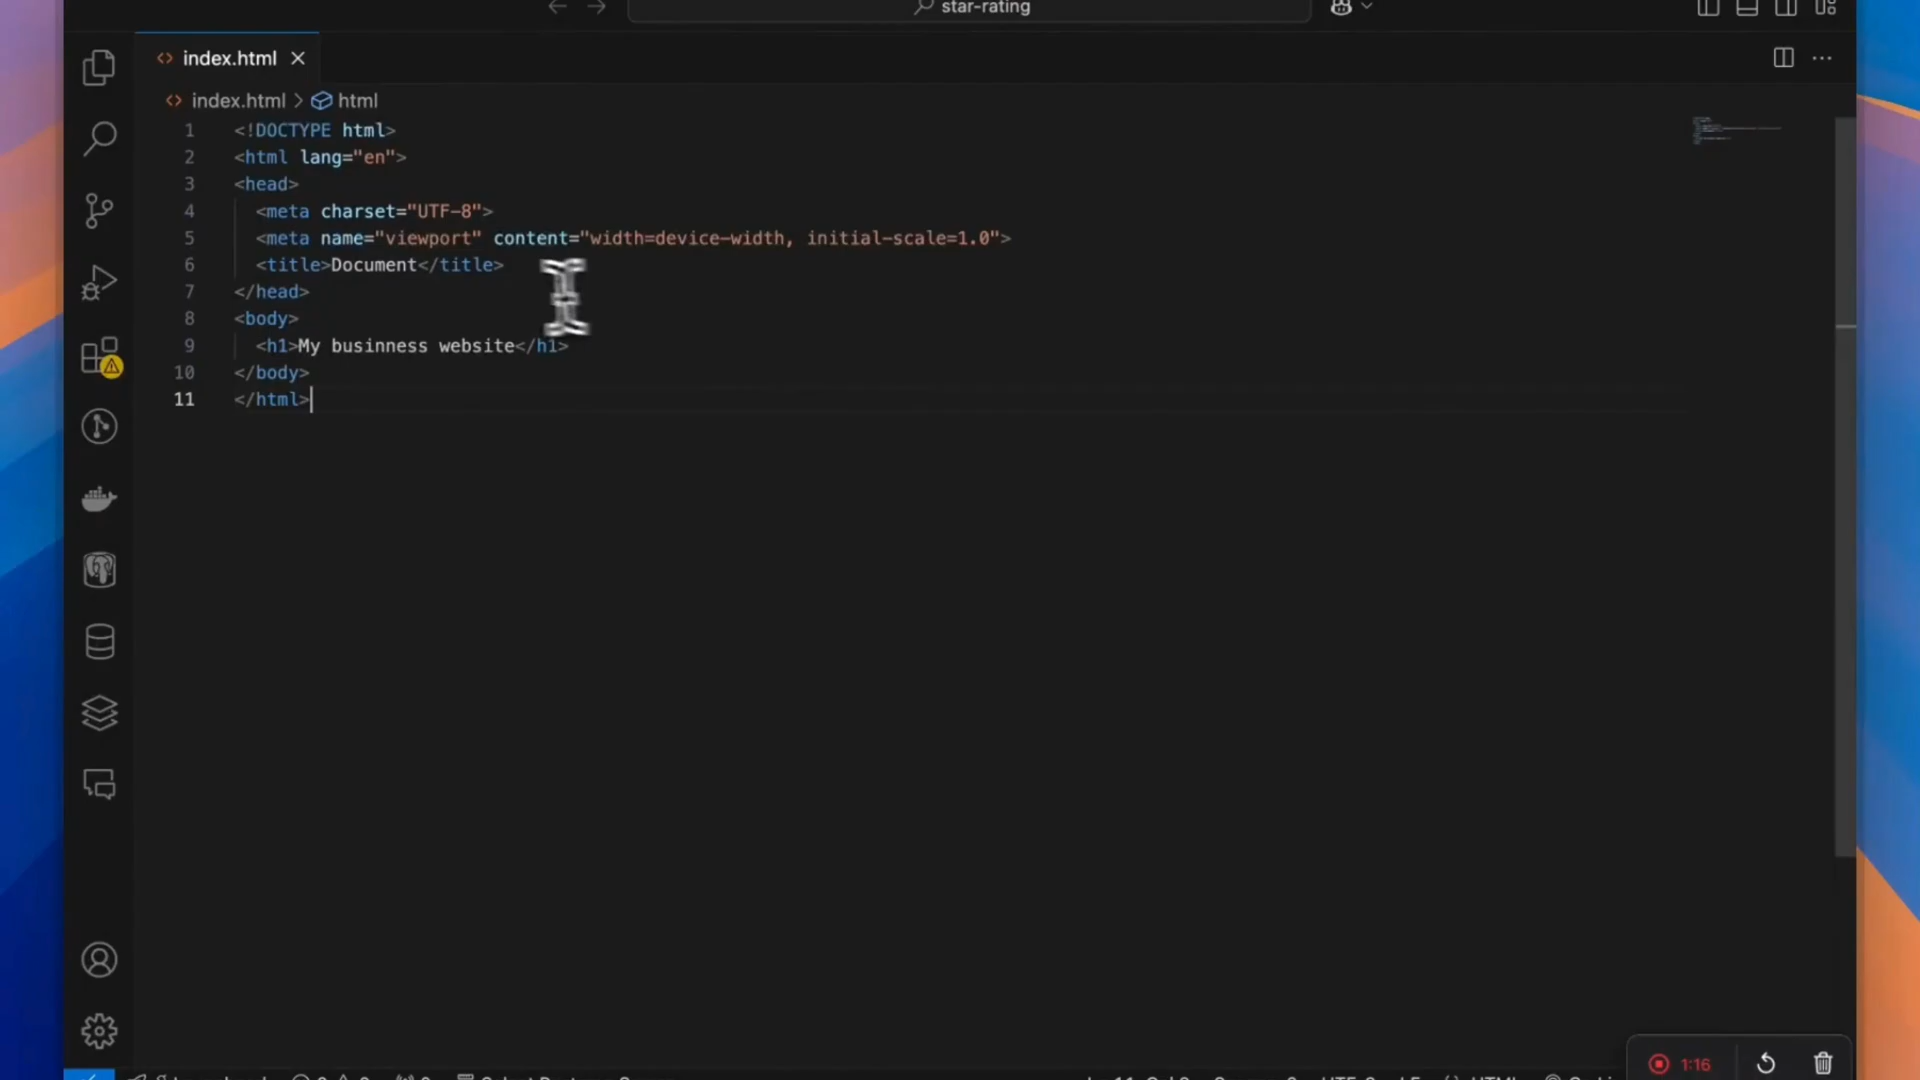 star-rating
index.html
index.html > html
1 <!DOCTYPE html>
2 <html lang="en">
3 <head>
4 <meta charset="UTF-8">
5 <meta name="viewport" content="width=device-width, initial-scale=1.0">
6 <title>Document</title>
7 </head>
8 <body>
9 <h1>My businness website</h1>
10 </body>
11 </html>
1:16